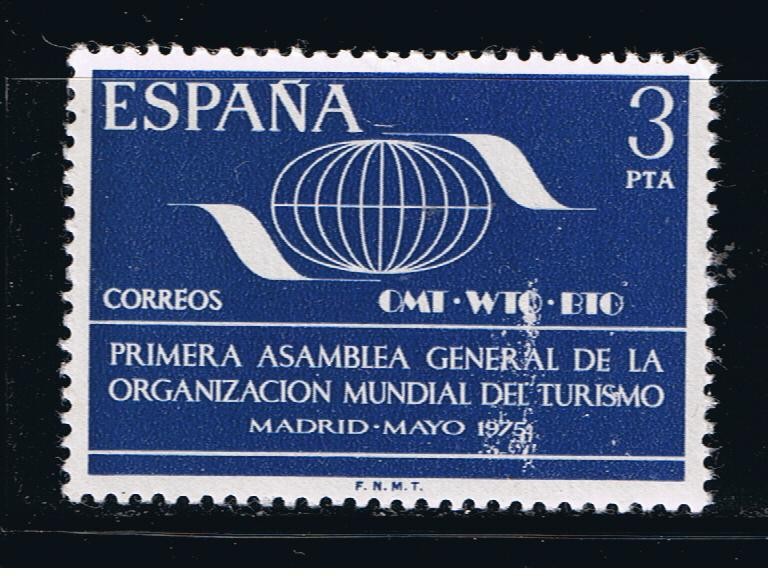 ESPAÑA
3
PTA
CORREOS
OMT · WTO · BTO
PRIMERA ASAMBLEA GENERAL DE LA
ORGANIZACION MUNDIAL DEL TURISMO
MADRID · MAYO 1975
F. N. M. T.